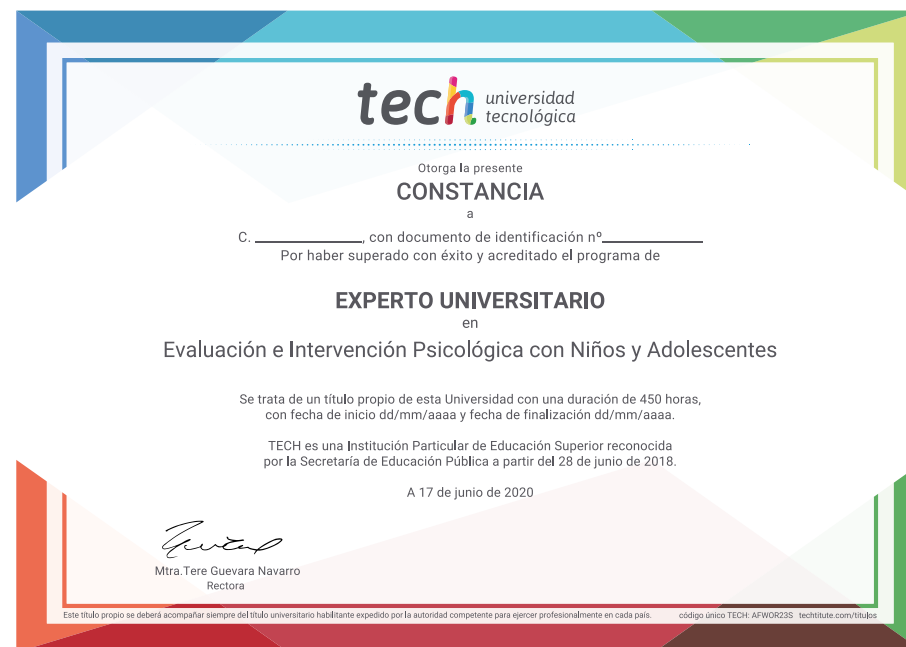 tech universidad
tecnológica
Otorga la presente
CONSTANCIA
a
C. ____________, con documento de identificación nº____________
Por haber superado con éxito y acreditado el programa de
EXPERTO UNIVERSITARIO
en
Evaluación e Intervención Psicológica con Niños y Adolescentes
Se trata de un título propio de esta Universidad con una duración de 450 horas,
con fecha de inicio dd/mm/aaaa y fecha de finalización dd/mm/aaaa.
TECH es una Institución Particular de Educación Superior reconocida
por la Secretaría de Educación Pública a partir del 28 de junio de 2018.
A 17 de junio de 2020
Mtra.Tere Guevara Navarro
Rectora
Este título propio se deberá acompañar siempre del título universitario habilitante expedido por la autoridad competente para ejercer profesionalmente en cada país. código único TECH: AFWOR23S techtitute.com/titulos